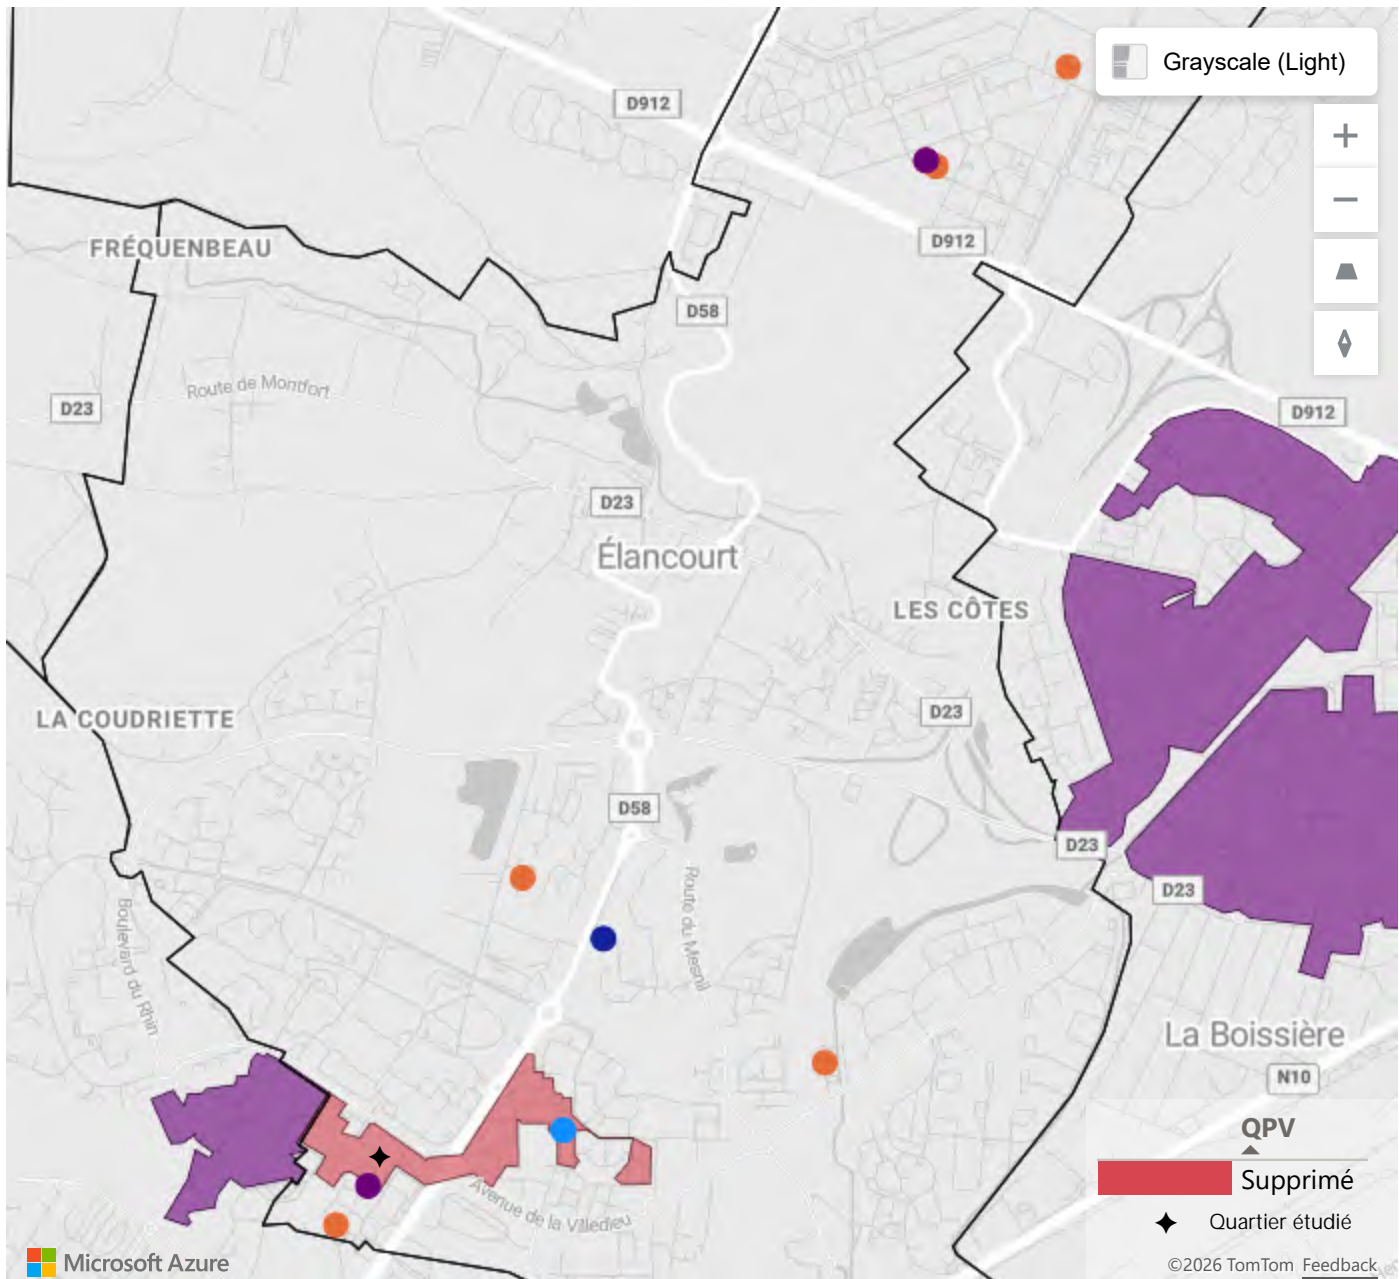 Grayscale (Light)
D912
D912
FRÉQUENBEAU
D58
Route de Montfort
D23
D912
D23
Élancourt
LES CÔTES
LA COUDRIETTE
D23
D58
D23
D23
Route du Mesnil
Boulevard du Rhin
La Boissière
N10
QPV
Supprimé
Avenue de la Villedieu
Quartier étudié
Microsoft Azure
©2026 TomTom Feedback